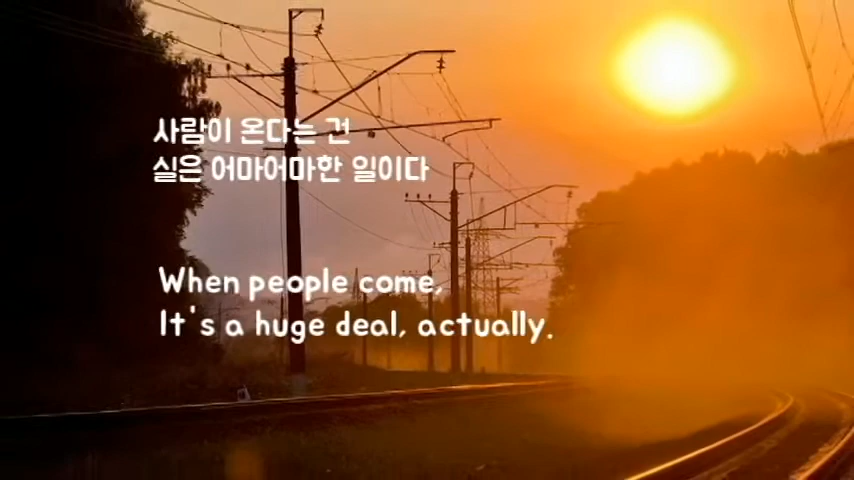 사람이 온다는 건
실은 어마어마한 일이다
When people come,
It's a huge deal, actually.